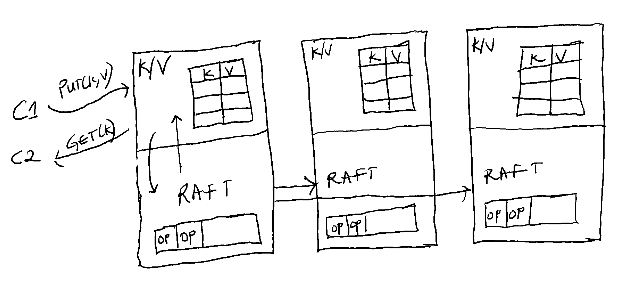 K/V
K V
C1
PUT(K,V)
GET(K)
C2
RAFT
OP OP
K/V
K V
RAFT
OP OP
K/V
K V
RAFT
OP OP